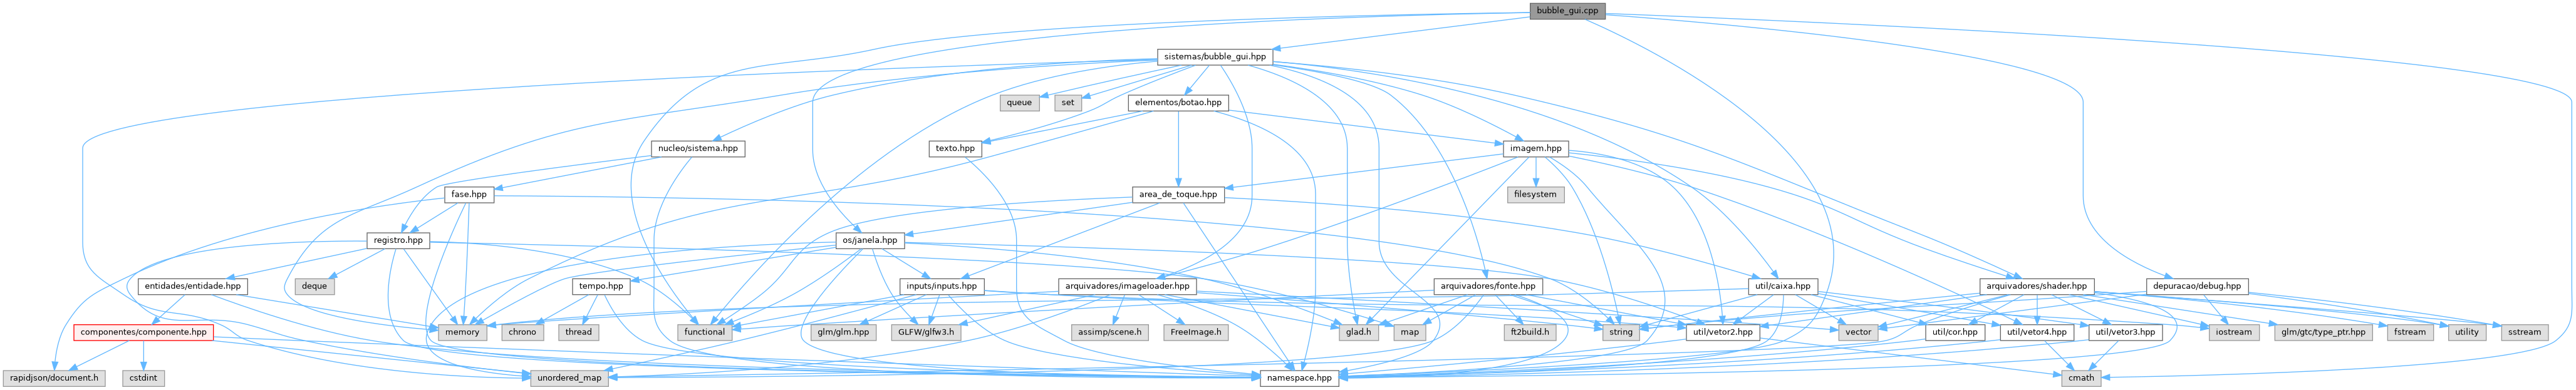 bubble_gui.cpp
sistemas/bubble_gui.hpp
queue
set
elementos/botao.hpp
nucleo/sistema.hpp
texto.hpp
imagem.hpp
fase.hpp
area_de_toque.hpp
filesystem
registro.hpp
os/janela.hpp
entidades/entidade.hpp
deque
tempo.hpp
inputs/inputs.hpp
arquivadores/imageloader.hpp
arquivadores/fonte.hpp
util/caixa.hpp
arquivadores/shader.hpp
depuracao/debug.hpp
componentes/componente.hpp
memory
chrono
thread
functional
glm/glm.hpp
GLFW/glfw3.h
assimp/scene.h
FreeImage.h
glad.h
map
ft2build.h
string
util/vetor2.hpp
vector
util/cor.hpp
util/vetor4.hpp
util/vetor3.hpp
iostream
glm/gtc/type_ptr.hpp
fstream
utility
sstream
rapidjson/document.h
cstdint
unordered_map
namespace.hpp
cmath